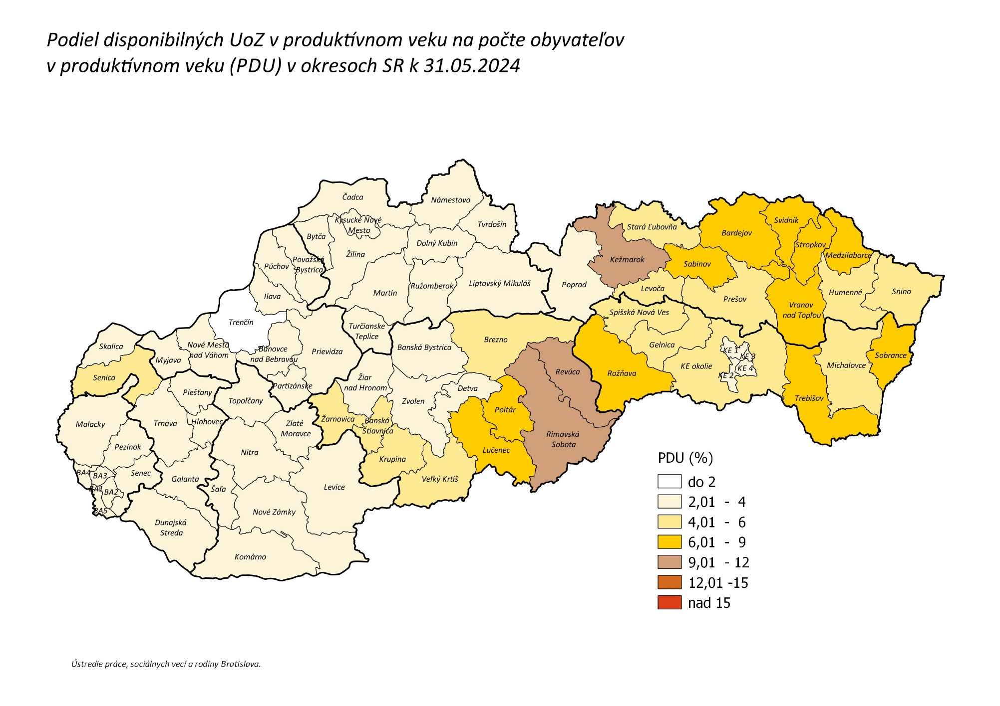 Podiel disponibilných UoZ v produktívnom veku na počte obyvateľov
v produktívnom veku (PDU) v okresoch SR k 31.05.2024
Čadca
Námestovo
Kysucké Nové
Mesto
Tvrdošín
Bytča
Dolný Kubín
Žilina
Považská
Bystrica
Púchov
Ilava
Martin
Ružomberok
Liptovský Mikuláš
Poprad
Kežmarok
Stará Ľubovňa
Bardejov
Svidník
Stropkov
Medzilaborce
Sabinov
Levoča
Prešov
Vranov
nad Topľou
Humenné
Snina
Trenčín
Turčianske
Teplice
Spišská Nová Ves
Gelnica
Skalica
Myjava
Nové Mesto
nad Váhom
Bánovce
nad Bebravou
Prievidza
Banská Bystrica
Brezno
Revúca
Rožňava
KE okolie
KE 1
KE 3
KE 4
KE 2
Michalovce
Sobrance
Trebišov
Senica
Piešťany
Topoľčany
Partizánske
Žiar
nad Hronom
Zvolen
Detva
Poltár
Malacky
Trnava
Hlohovec
Zlaté
Moravce
Žarnovica
Banská
Štiavnica
Rimavská
Sobota
Pezinok
Nitra
Krupina
Lučenec
BA4
BA3
Senec
Galanta
Šaľa
Levice
Veľký Krtíš
BA1
BA2
BA5
Nové Zámky
Dunajská
Streda
Komárno
PDU (%)
do 2
2,01 - 4
4,01 - 6
6,01 - 9
9,01 - 12
12,01 -15
nad 15
Ústredie práce, sociálnych vecí a rodiny Bratislava.